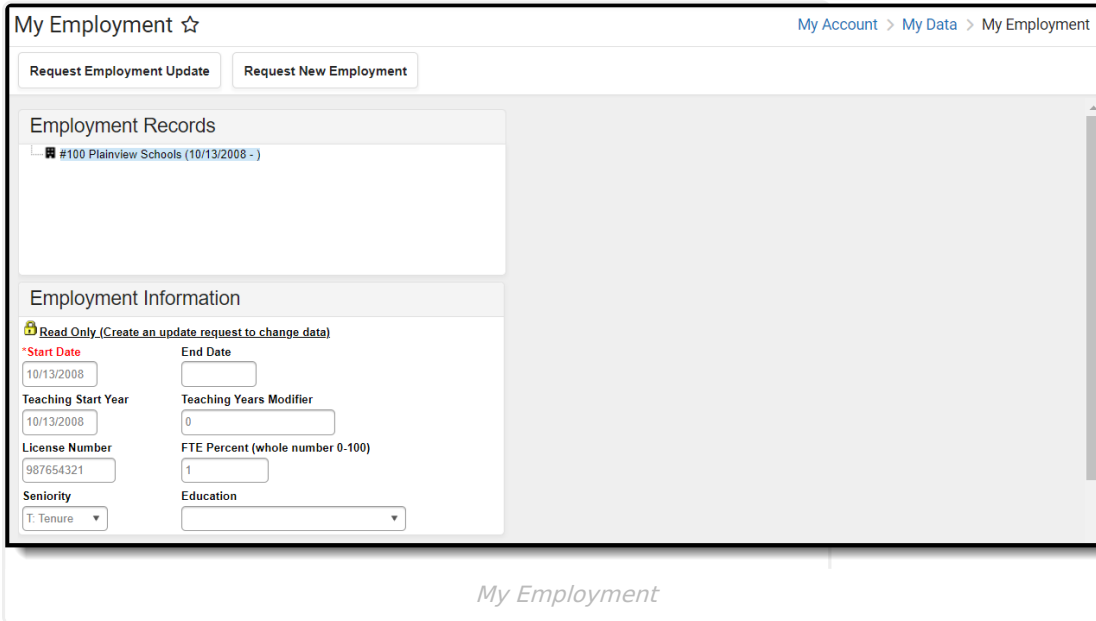 My Employment
My Account > My Data > My Employment
Request Employment Update Request New Employment
Employment Records
#100 Plainview Schools (10/13/2008 - )
Employment Information
Read Only (Create an update request to change data)
*Start Date End Date
10/13/2008
Teaching Start Year Teaching Years Modifier
10/13/2008 0
License Number FTE Percent (whole number 0-100)
987654321 1
Seniority Education
T: Tenure
My Employment